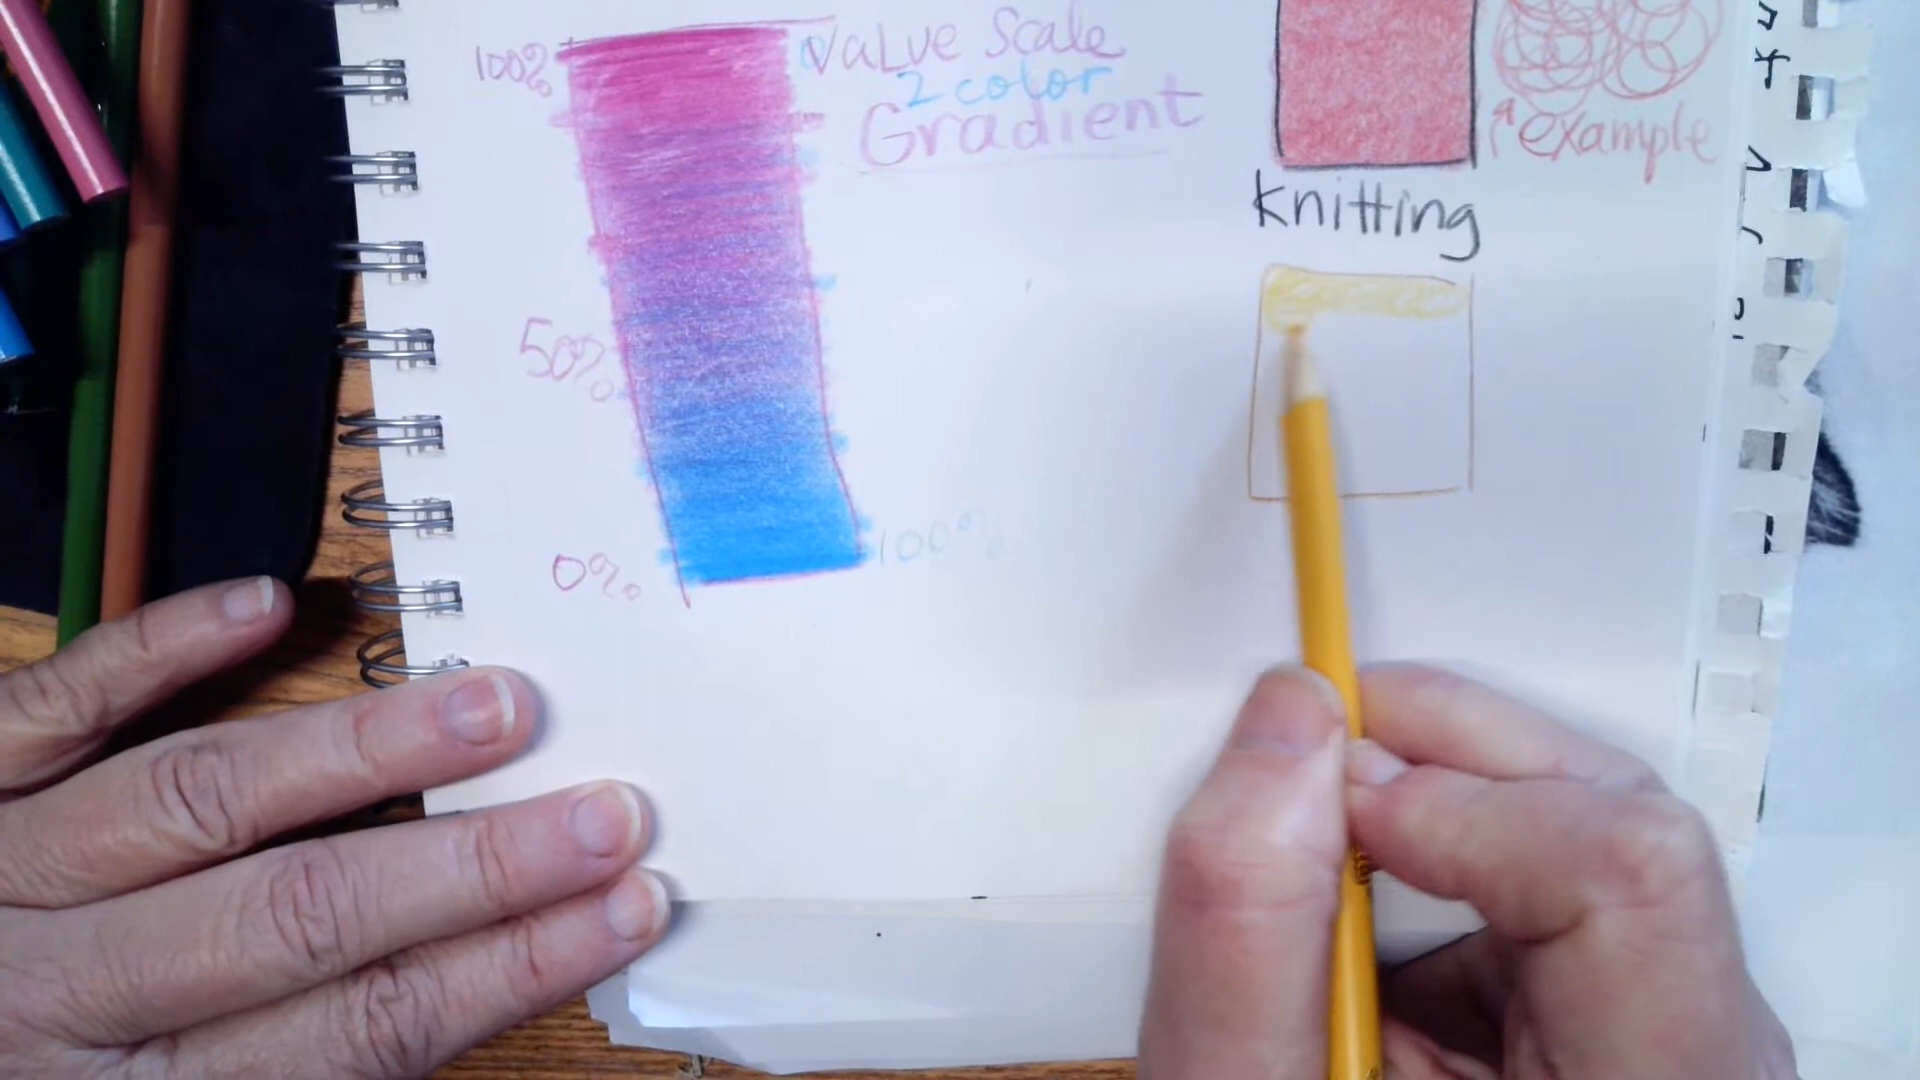 100%
Value Scale
2 color
Gradient
50%
0%
100%
example
Knitting